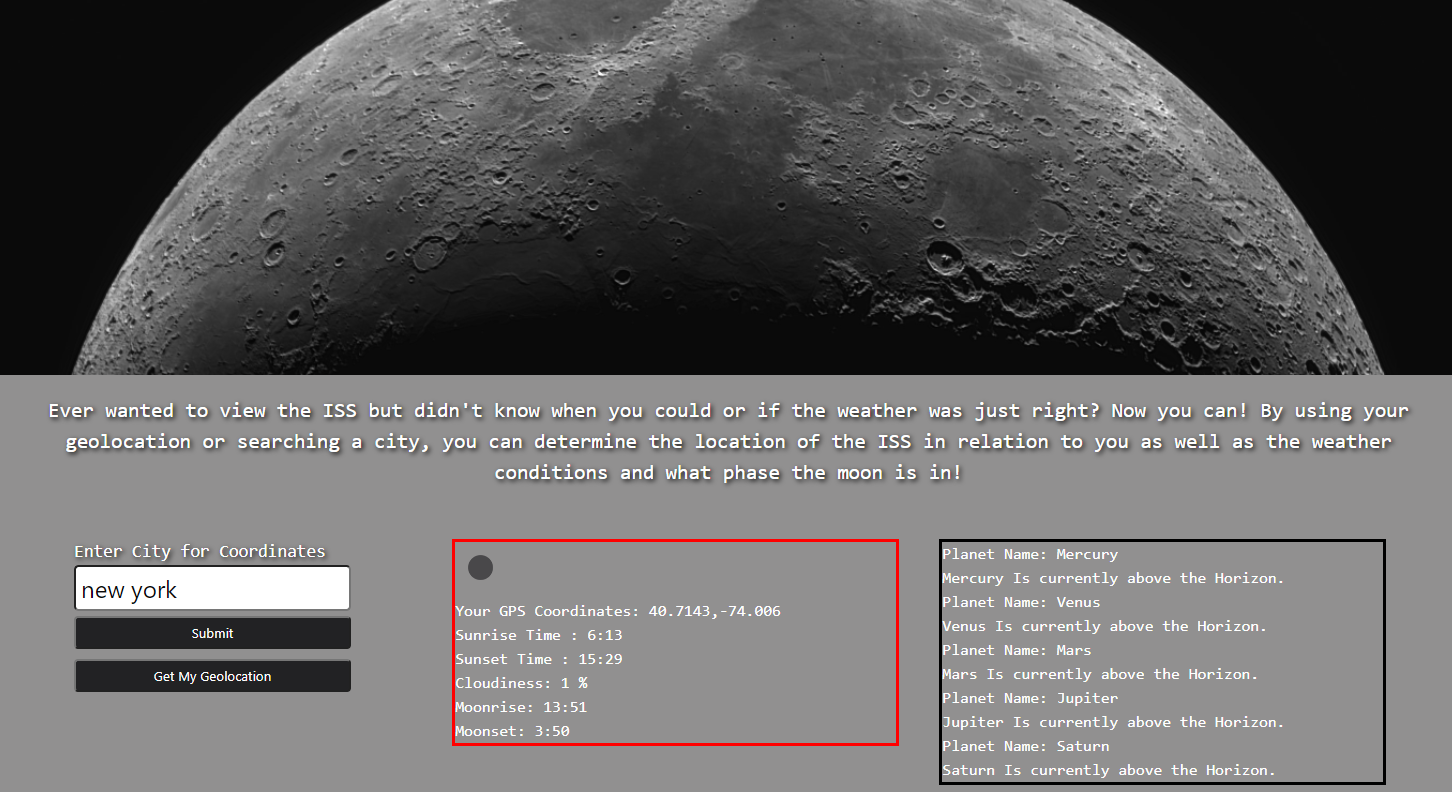 Ever wanted to view the ISS but didn't know when you could or if the weather was just right? Now you can! By using your
geolocation or searching a city, you can determine the location of the ISS in relation to you as well as the weather
conditions and what phase the moon is in!
Enter City for Coordinates
new york
Submit
Get My Geolocation
Your GPS Coordinates: 40.7143,-74.006
Sunrise Time : 6:13
Sunset Time : 15:29
Cloudiness: 1 %
Moonrise: 13:51
Moonset: 3:50
Planet Name: Mercury
Mercury Is currently above the Horizon.
Planet Name: Venus
Venus Is currently above the Horizon.
Planet Name: Mars
Mars Is currently above the Horizon.
Planet Name: Jupiter
Jupiter Is currently above the Horizon.
Planet Name: Saturn
Saturn Is currently above the Horizon.